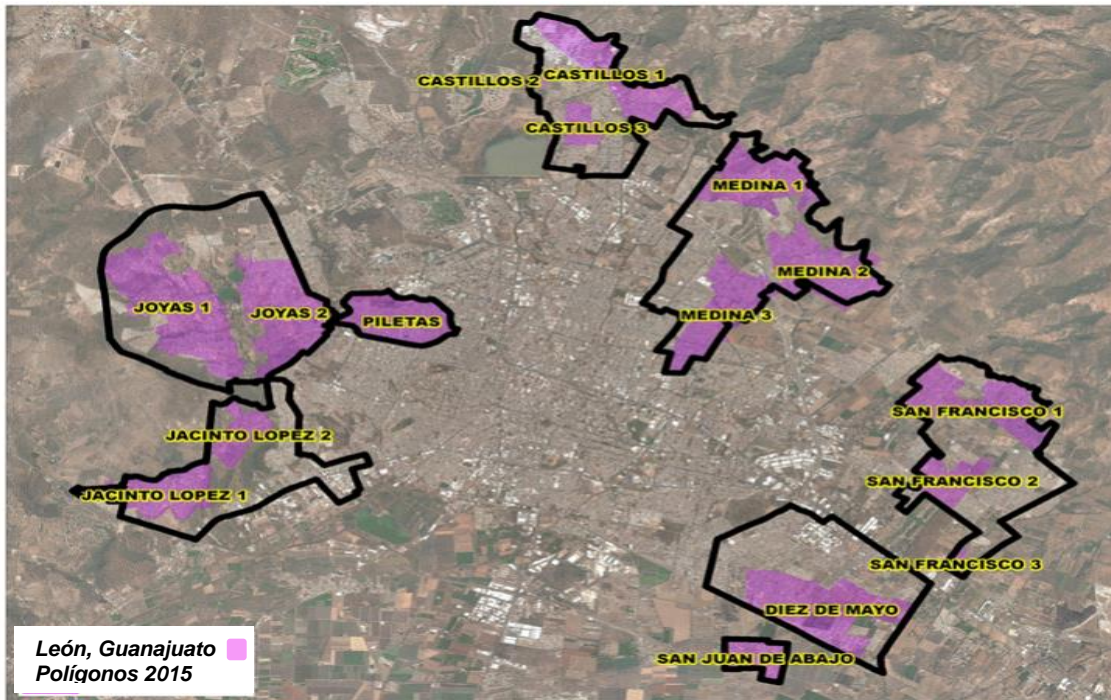 CASTILLOS 1
CASTILLOS 2
CASTILLOS 3
MEDINA 1
MEDINA 2
MEDINA 3
JOYAS 1
JOYAS 2
PILETAS
SAN FRANCISCO 1
JACINTO LOPEZ 2
SAN FRANCISCO 2
JACINTO LOPEZ 1
SAN FRANCISCO 3
DIEZ DE MAYO
SAN JUAN DE ABAJO
León, Guanajuato
Polígonos 2015